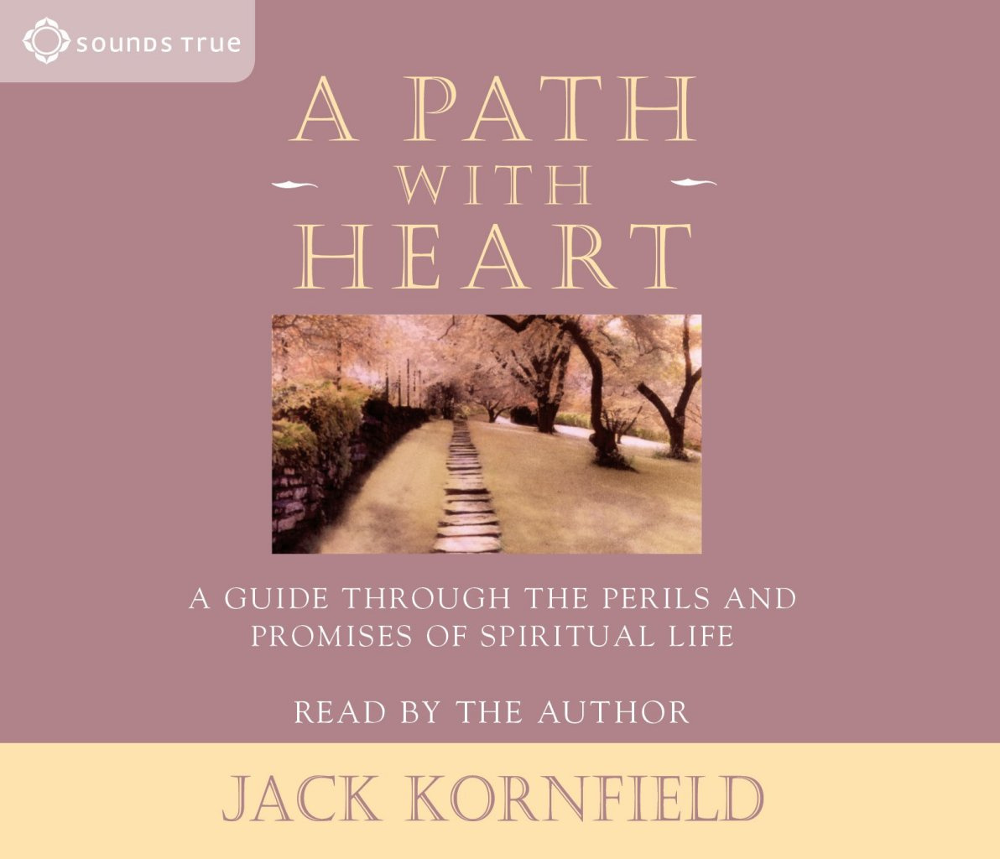 SOUNDS TRUE
A PATH
WITH
HEART
A GUIDE THROUGH THE PERILS AND
PROMISES OF SPIRITUAL LIFE
READ BY THE AUTHOR
JACK KORNFIELD